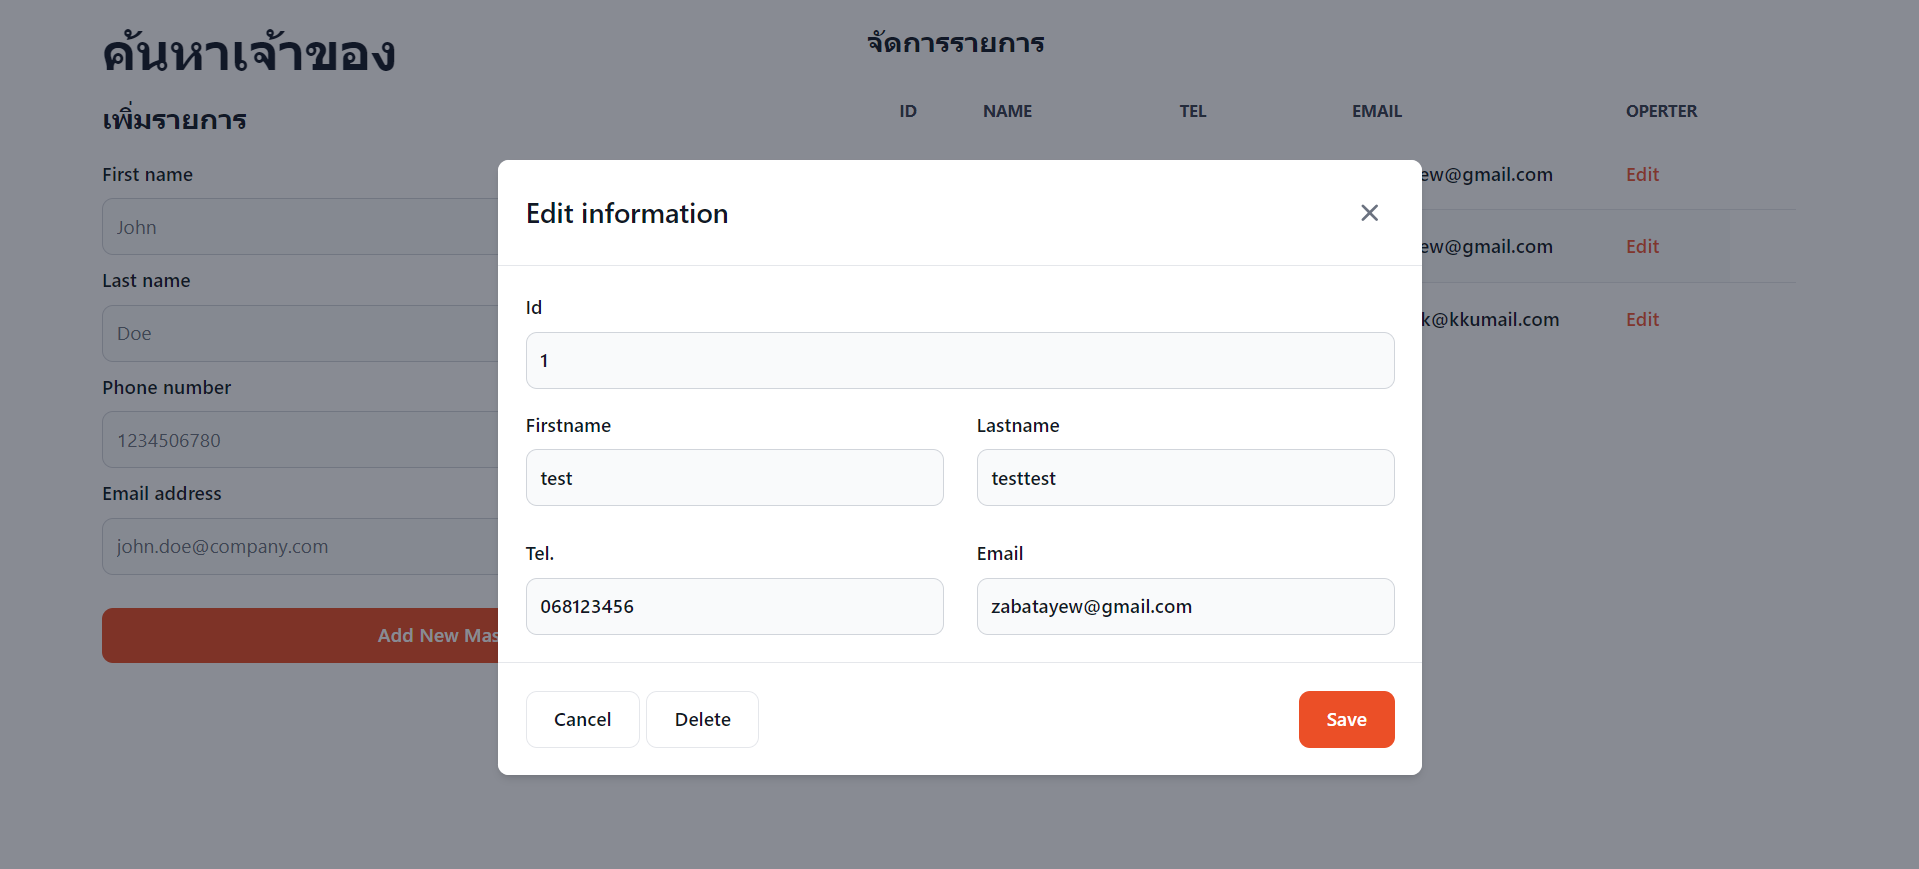 ค้นหาเจ้าของ
เพิ่มรายการ
First name
John
Last name
Doe
Phone number
1234506780
Email address
john.doe@company.com
Add New
จัดการรายการ
ID NAME TEL EMAIL OPERTER
ew@gmail.com Edit
ew@gmail.com Edit
k@kkumail.com Edit
Edit information
Id
1
Firstname Lastname
test testtest
Tel. Email
068123456 zabatayew@gmail.com
Cancel Delete Save